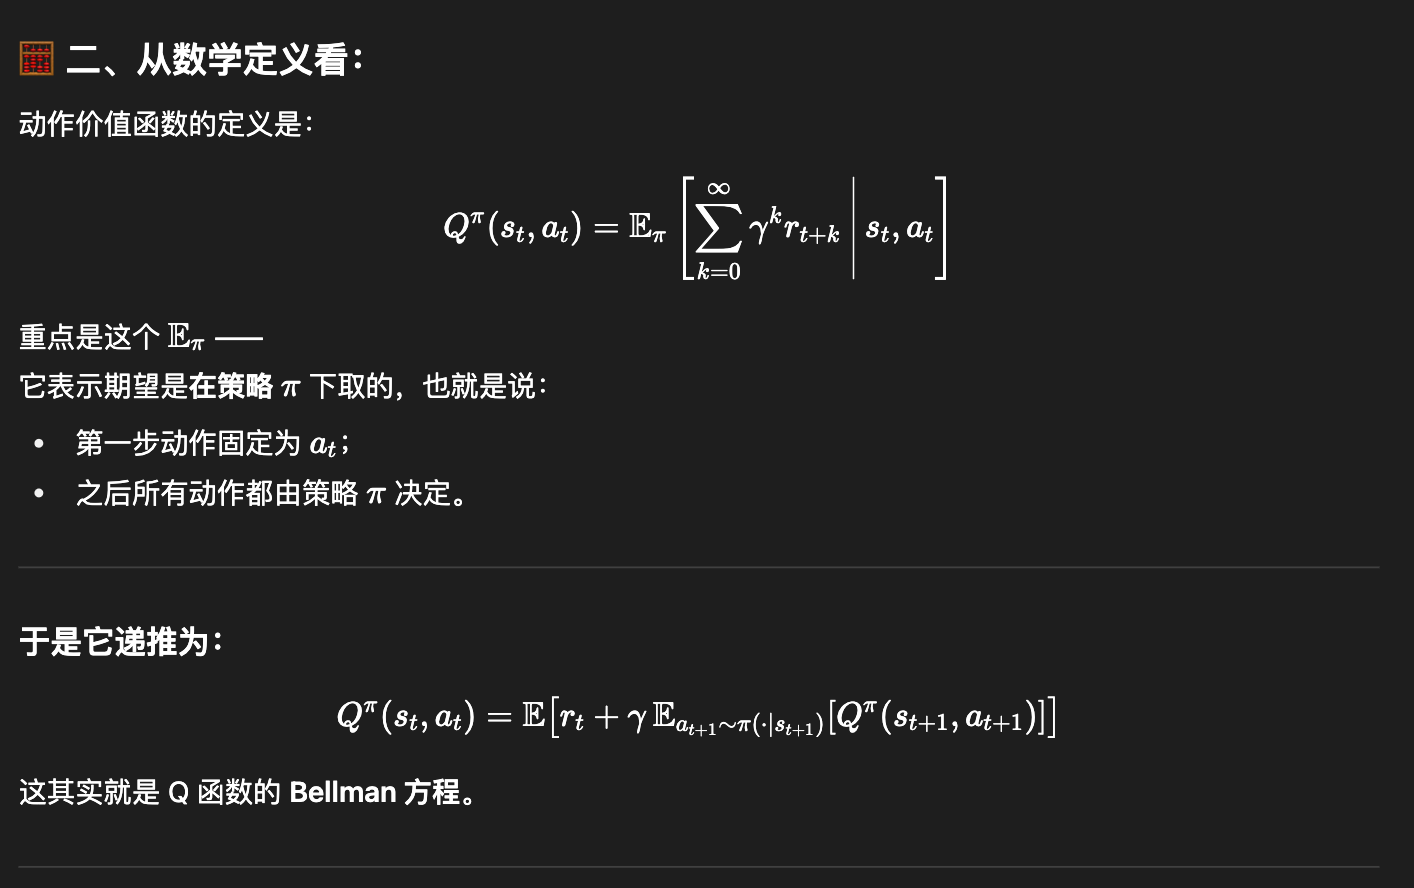 🧮 二、从数学定义看：
动作价值函数的定义是：
$Q^\pi(s_t, a_t) = \mathbb{E}_\pi \left[ \sum_{k=0}^{\infty} \gamma^k r_{t+k} \,\middle|\, s_t, a_t \right]$
重点是这个 $\mathbb{E}_\pi$ ——
它表示期望是在策略 $\pi$ 下取的，也就是说：
• 第一步动作固定为 $a_t$；
• 之后所有动作都由策略 $\pi$ 决定。
于是它递推为：
$Q^\pi(s_t, a_t) = \mathbb{E}\big[ r_t + \gamma \, \mathbb{E}_{a_{t+1} \sim \pi(\cdot|s_{t+1})} [Q^\pi(s_{t+1}, a_{t+1})] \big]$
这其实就是 Q 函数的 Bellman 方程。